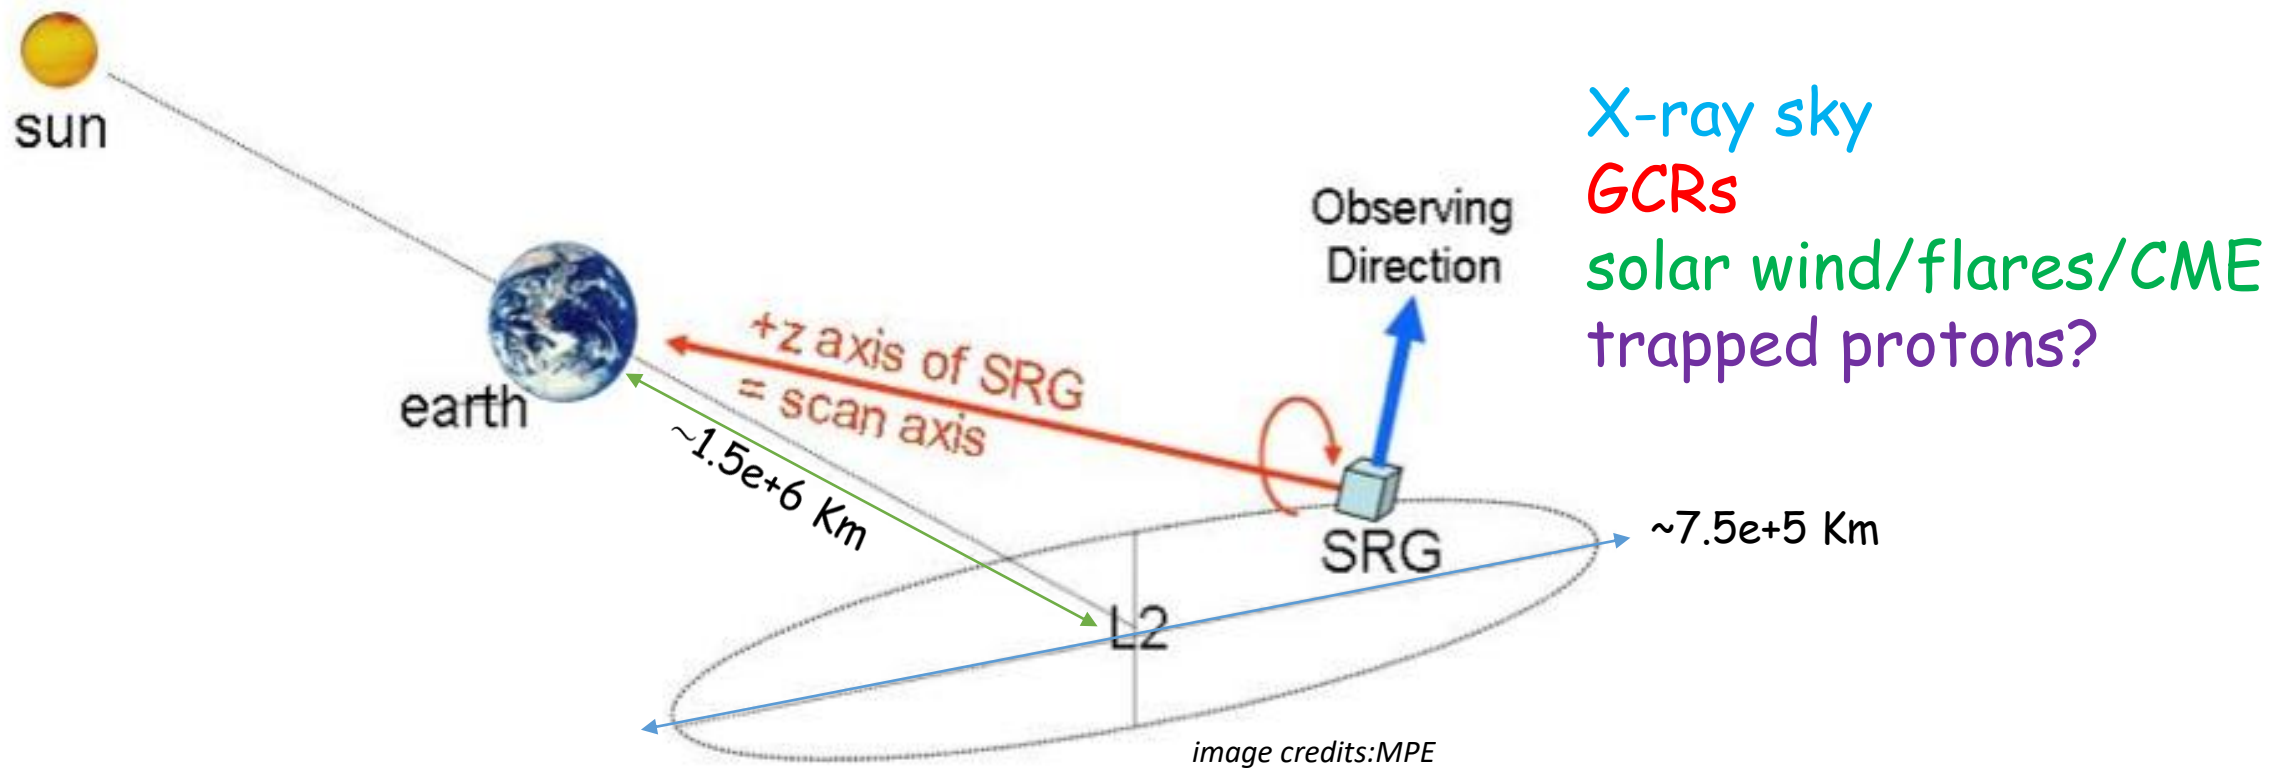 sun
earth
+z axis of SRG
= scan axis
~1.5e+6 Km
Observing
Direction
SRG
L2
~7.5e+5 Km
X-ray sky
GCRs
solar wind/flares/CME
trapped protons?
image credits:MPE